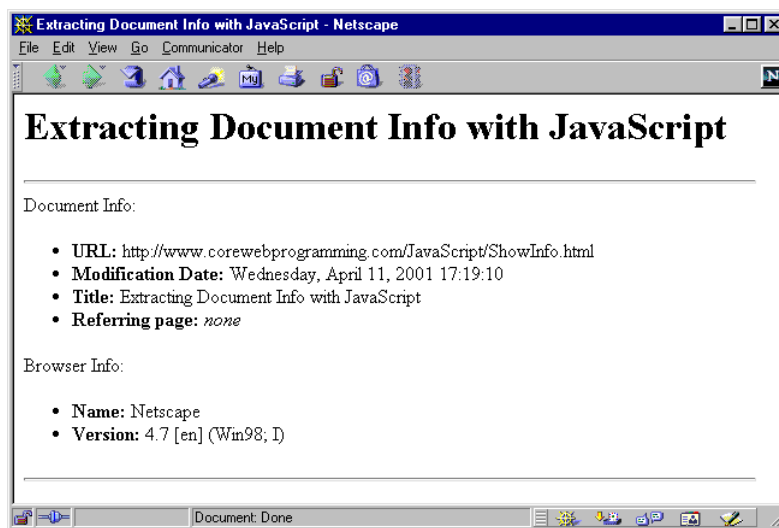 Extracting Document Info with JavaScript - Netscape
File Edit View Go Communicator Help
My
N
Extracting Document Info with JavaScript
Document Info:
• URL: http://www.corewebprogramming.com/JavaScript/ShowInfo.html
• Modification Date: Wednesday, April 11, 2001 17:19:10
• Title: Extracting Document Info with JavaScript
• Referring page: none
Browser Info:
• Name: Netscape
• Version: 4.7 [en] (Win98; I)
Document: Done